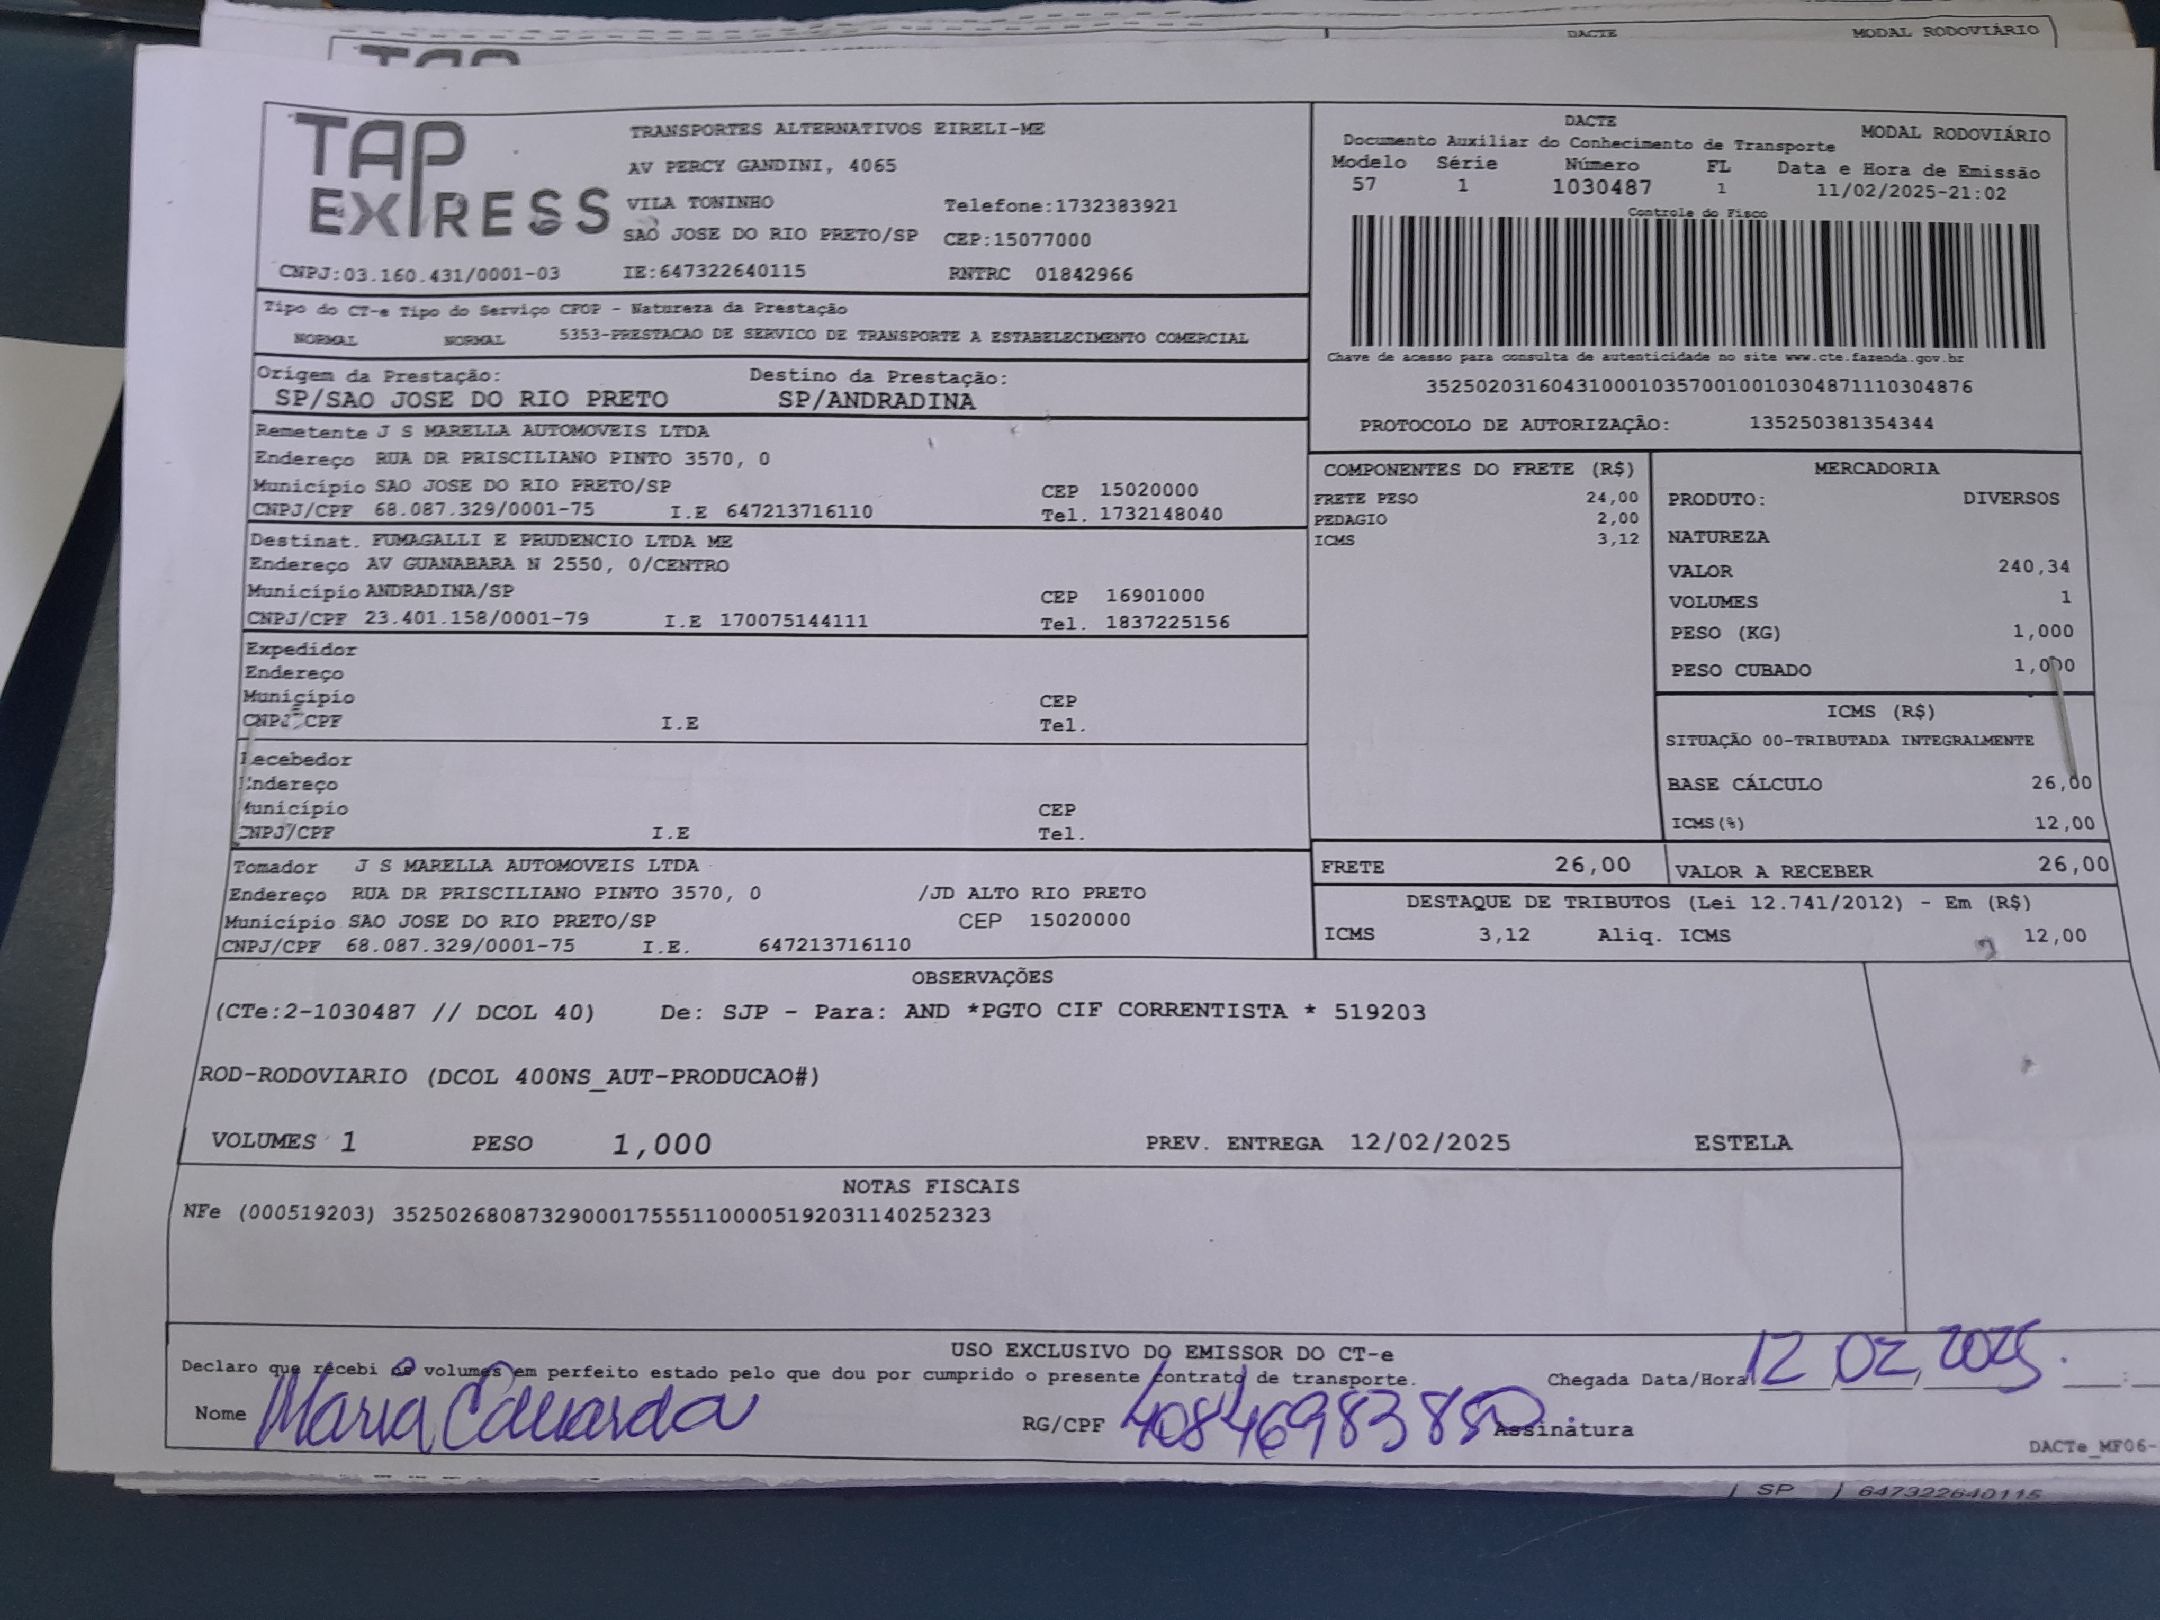 DACTE MODAL RODOVIÁRIO
TAP
TAP EXPRESS
TRANSPORTES ALTERNATIVOS EIRELI-ME
AV PERCY GANDINI, 4065
VILA TONINHO Telefone:1732383921
SAO JOSE DO RIO PRETO/SP CEP:15077000
CNPJ:03.160.431/0001-03 IE:647322640115 RNTRC 01842966
DACTE MODAL RODOVIÁRIO
Documento Auxiliar do Conhecimento de Transporte
Modelo Série Número FL Data e Hora de Emissão
57 1 1030487 1 11/02/2025-21:02
Controle do Fisco
Chave de acesso para consulta de autenticidade no site www.cte.fazenda.gov.br
35250203160431000103570010010304871110304876
PROTOCOLO DE AUTORIZAÇÃO: 135250381354344
Tipo do CT-e Tipo do Serviço CFOP - Natureza da Prestação
NORMAL NORMAL 5353-PRESTACAO DE SERVICO DE TRANSPORTE A ESTABELECIMENTO COMERCIAL
Origem da Prestação: Destino da Prestação:
SP/SAO JOSE DO RIO PRETO SP/ANDRADINA
Remetente J S MARELLA AUTOMOVEIS LTDA
Endereço RUA DR PRISCILIANO PINTO 3570, 0
Município SAO JOSE DO RIO PRETO/SP CEP 15020000
CNPJ/CPF 68.087.329/0001-75 I.E 647213716110 Tel. 1732148040
Destinat. FUMAGALLI E PRUDENCIO LTDA ME
Endereço AV GUANABARA N 2550, 0/CENTRO
Município ANDRADINA/SP CEP 16901000
CNPJ/CPF 23.401.158/0001-79 I.E 170075144111 Tel. 1837225156
Expedidor
Endereço
Município CEP
CNPJ/CPF I.E Tel.
Recebedor
Endereço
Município CEP
CNPJ/CPF I.E Tel.
Tomador J S MARELLA AUTOMOVEIS LTDA
Endereço RUA DR PRISCILIANO PINTO 3570, 0 /JD ALTO RIO PRETO
Município SAO JOSE DO RIO PRETO/SP CEP 15020000
CNPJ/CPF 68.087.329/0001-75 I.E. 647213716110
COMPONENTES DO FRETE (R$)
FRETE PESO 24,00
PEDAGIO 2,00
ICMS 3,12
MERCADORIA
PRODUTO: DIVERSOS
NATUREZA
VALOR 240,34
VOLUMES 1
PESO (KG) 1,000
PESO CUBADO 1,000
ICMS (R$)
SITUAÇÃO 00-TRIBUTADA INTEGRALMENTE
BASE CÁLCULO 26,00
ICMS(%) 12,00
FRETE 26,00 VALOR A RECEBER 26,00
DESTAQUE DE TRIBUTOS (Lei 12.741/2012) - Em (R$)
ICMS 3,12 Aliq. ICMS 12,00
OBSERVAÇÕES
(CTe:2-1030487 // DCOL 40) De: SJP - Para: AND *PGTO CIF CORRENTISTA * 519203
ROD-RODOVIARIO (DCOL 400NS_AUT-PRODUCAO#)
VOLUMES 1 PESO 1,000 PREV. ENTREGA 12/02/2025 ESTELA
NOTAS FISCAIS
NFe (000519203) 35250268087329000175551100005192031140252323
USO EXCLUSIVO DO EMISSOR DO CT-e
Declaro que recebi os volumes em perfeito estado pelo que dou por cumprido o presente contrato de transporte. Chegada Data/Hora 12 02 2025
Nome Maria Eduarda RG/CPF Assinatura
DACTe_MF06-
SP 647322640115